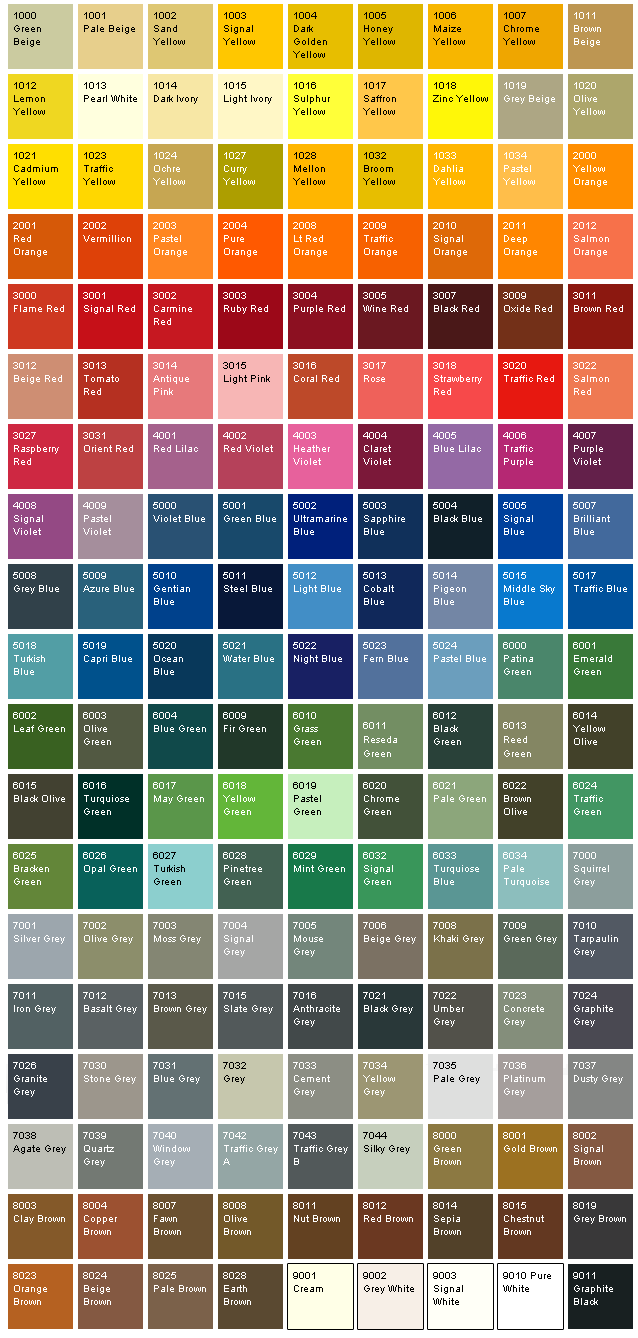 1000
Green
Beige
1001
Pale Beige
1002
Sand
Yellow
1003
Signal
Yellow
1004
Dark
Golden
Yellow
1005
Honey
Yellow
1006
Maize
Yellow
1007
Chrome
Yellow
1011
Brown
Beige
1012
Lemon
Yellow
1013
Pearl White
1014
Dark Ivory
1015
Light Ivory
1016
Sulphur
Yellow
1017
Saffron
Yellow
1018
Zinc Yellow
1019
Grey Beige
1020
Olive
Yellow
1021
Cadmium
Yellow
1023
Traffic
Yellow
1024
Ochre
Yellow
1027
Curry
Yellow
1028
Mellon
Yellow
1032
Broom
Yellow
1033
Dahlia
Yellow
1034
Pastel
Yellow
2000
Yellow
Orange
2001
Red
Orange
2002
Vermillion
2003
Pastel
Orange
2004
Pure
Orange
2008
Lt Red
Orange
2009
Traffic
Orange
2010
Signal
Orange
2011
Deep
Orange
2012
Salmon
Orange
3000
Flame Red
3001
Signal Red
3002
Carmine
Red
3003
Ruby Red
3004
Purple Red
3005
Wine Red
3007
Black Red
3009
Oxide Red
3011
Brown Red
3012
Beige Red
3013
Tomato
Red
3014
Antique
Pink
3015
Light Pink
3016
Coral Red
3017
Rose
3018
Strawberry
Red
3020
Traffic Red
3022
Salmon
Red
3027
Raspberry
Red
3031
Orient Red
4001
Red Lilac
4002
Red Violet
4003
Heather
Violet
4004
Claret
Violet
4005
Blue Lilac
4006
Traffic
Purple
4007
Purple
Violet
4008
Signal
Violet
4009
Pastel
Violet
5000
Violet Blue
5001
Green Blue
5002
Ultramarine
Blue
5003
Sapphire
Blue
5004
Black Blue
5005
Signal
Blue
5007
Brilliant
Blue
5008
Grey Blue
5009
Azure Blue
5010
Gentian
Blue
5011
Steel Blue
5012
Light Blue
5013
Cobalt
Blue
5014
Pigeon
Blue
5015
Middle Sky
Blue
5017
Traffic Blue
5018
Turkish
Blue
5019
Capri Blue
5020
Ocean
Blue
5021
Water Blue
5022
Night Blue
5023
Fern Blue
5024
Pastel Blue
6000
Patina
Green
6001
Emerald
Green
6002
Leaf Green
6003
Olive
Green
6004
Blue Green
6009
Fir Green
6010
Grass
Green
6011
Reseda
Green
6012
Black
Green
6013
Reed
Green
6014
Yellow
Olive
6015
Black Olive
6016
Turquiose
Green
6017
May Green
6018
Yellow
Green
6019
Pastel
Green
6020
Chrome
Green
6021
Pale Green
6022
Brown
Olive
6024
Traffic
Green
6025
Bracken
Green
6026
Opal Green
6027
Turkish
Green
6028
Pinetree
Green
6029
Mint Green
6032
Signal
Green
6033
Turquoise
Blue
6034
Pale
Turquoise
7000
Squirrel
Grey
7001
Silver Grey
7002
Olive Grey
7003
Moss Grey
7004
Signal
Grey
7005
Mouse
Grey
7006
Beige Grey
7008
Khaki Grey
7009
Green Grey
7010
Tarpaulin
Grey
7011
Iron Grey
7012
Basalt Grey
7013
Brown Grey
7015
Slate Grey
7016
Anthracite
Grey
7021
Black Grey
7022
Umber
Grey
7023
Concrete
Grey
7024
Graphite
Grey
7026
Granite
Grey
7030
Stone Grey
7031
Blue Grey
7032
Grey
7033
Cement
Grey
7034
Yellow
Grey
7035
Pale Grey
7036
Platinum
Grey
7037
Dusty Grey
7038
Agate Grey
7039
Quartz
Grey
7040
Window
Grey
7042
Traffic Grey
A
7043
Traffic Grey
B
7044
Silky Grey
8000
Green
Brown
8001
Gold Brown
8002
Signal
Brown
8003
Clay Brown
8004
Copper
Brown
8007
Fawn
Brown
8008
Olive
Brown
8011
Nut Brown
8012
Red Brown
8014
Sepia
Brown
8015
Chestnut
Brown
8019
Grey Brown
8023
Orange
Brown
8024
Beige
Brown
8025
Pale Brown
8028
Earth
Brown
9001
Cream
9002
Grey White
9003
Signal
White
9010 Pure
White
9011
Graphite
Black